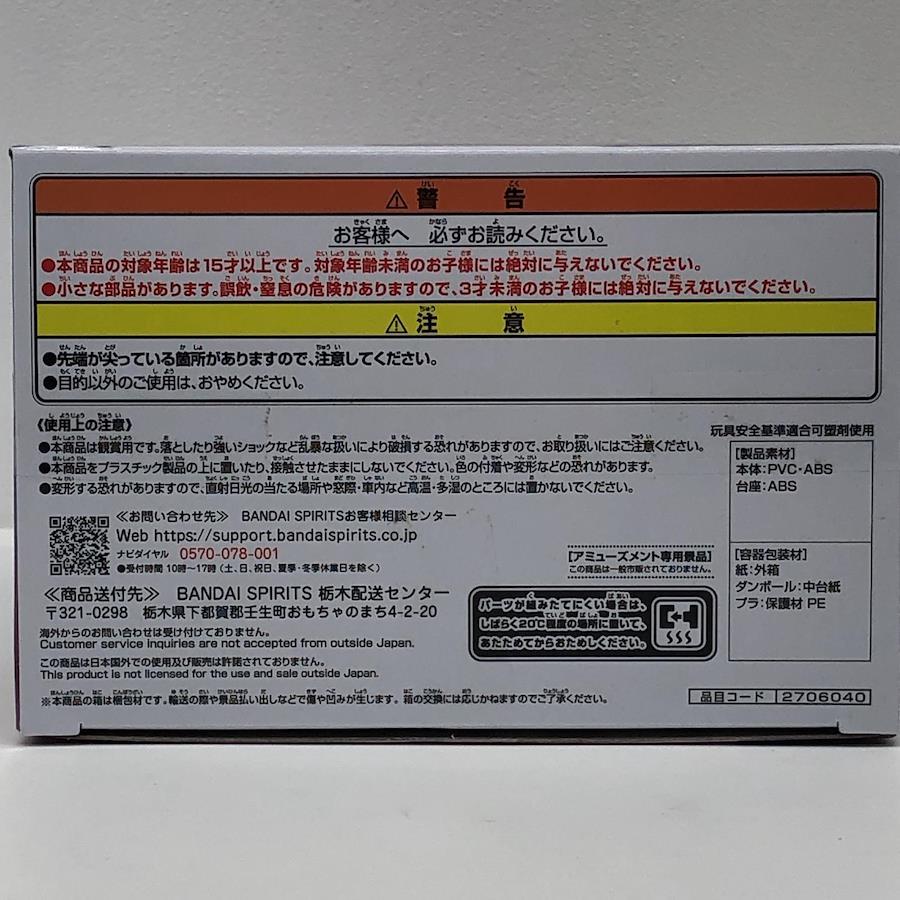 ⚠警告
お客様へ 必ずお読みください。
●本商品の対象年齢は15才以上です。対象年齢未満のお子様には絶対に与えないでください。
●小さな部品があります。誤飲・窒息の危険がありますので、3才未満のお子様には絶対に与えないでください。
⚠注意
●先端が尖っている箇所がありますので、注意してください。
●目的以外のご使用は、おやめください。
《使用上の注意》
●本商品は観賞用です。落としたり強いショックなど乱暴な扱いにより破損する恐れがありますので、お取り扱いにはご注意ください。
●本商品をプラスチック製品の上に置いたり、接触させたままにしないでください。色の付着や変形などの恐れがあります。
●変形する恐れがありますので、直射日光の当たる場所や窓際・車内など高温・多湿のところには置かないでください。
玩具安全基準適合可塑剤使用
[製品素材]
本体:PVC・ABS
台座:ABS
[容器包装材]
紙:外箱
ダンボール:中台紙
プラ:保護材 PE
≪お問い合わせ先≫ BANDAI SPIRITSお客様相談センター
Web https://support.bandaispirits.co.jp
ナビダイヤル 0570-078-001
●受付時間 10時～17時(土、日、祝日、夏季・冬季休業日を除く)
[アミューズメント専用景品]
この商品は一般市販されておりません。
≪商品送付先≫ BANDAI SPIRITS 栃木配送センター
〒321-0298 栃木県下都賀郡壬生町おもちゃのまち4-2-20
パーツが組みたてにくい場合は、
しばらく20℃程度の場所に置いて、
あたためてからおためしください。
海外からのお問い合わせは受け付けておりません。
Customer service inquiries are not accepted from outside Japan.
この商品は日本国外での使用及び販売は許諾されておりません。
This product is not licensed for the use and sale outside Japan.
※本商品の箱は梱包材です。輸送の際や景品払い出しなどで傷や凹みが生じます。箱の交換には応じかねますのでご了承ください。
品目コード 2706040